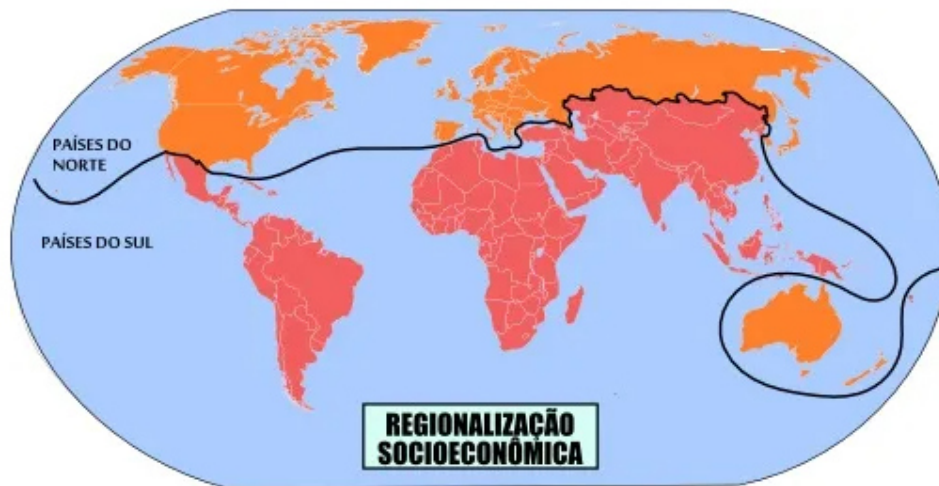 PAÍSES DO
NORTE
PAÍSES DO SUL
REGIONALIZAÇÃO
SOCIOECONÔMICA